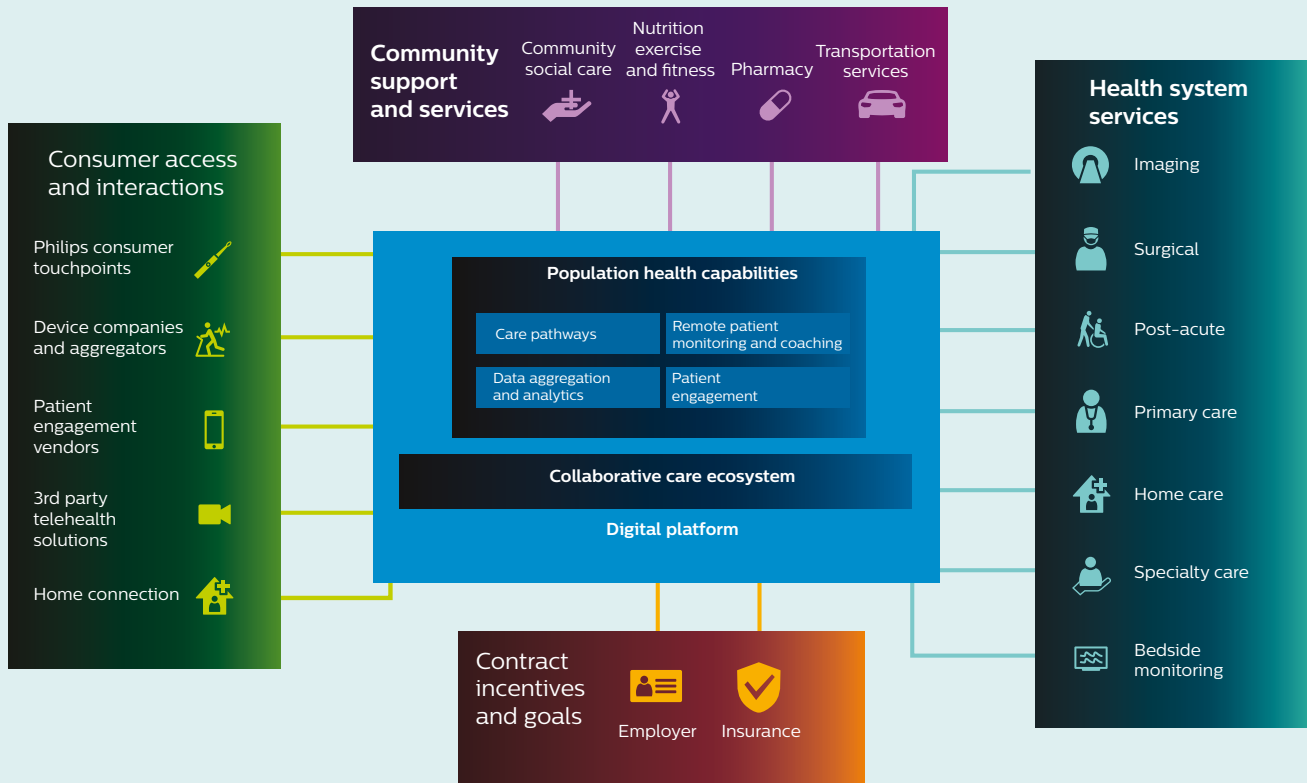 Community
support
and services
Community
social care
Nutrition
exercise
and fitness
Pharmacy
Transportation
services
Consumer access
and interactions
Philips consumer
touchpoints
Device companies
and aggregators
Patient
engagement
vendors
3rd party
telehealth
solutions
Home connection
Population health capabilities
Care pathways
Remote patient
monitoring and coaching
Data aggregation
and analytics
Patient
engagement
Collaborative care ecosystem
Digital platform
Health system
services
Imaging
Surgical
Post-acute
Primary care
Home care
Specialty care
Bedside
monitoring
Contract
incentives
and goals
Employer
Insurance